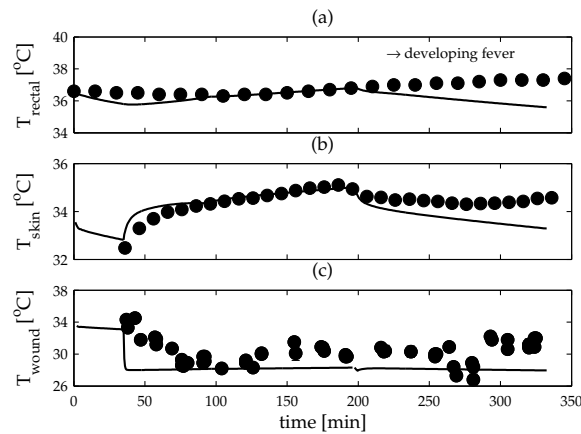 (a)
40
38
36
34
T_rectal [°C]
→ developing fever
(b)
36
34
32
T_skin [°C]
(c)
38
34
30
26
T_wound [°C]
0 50 100 150 200 250 300 350
time [min]